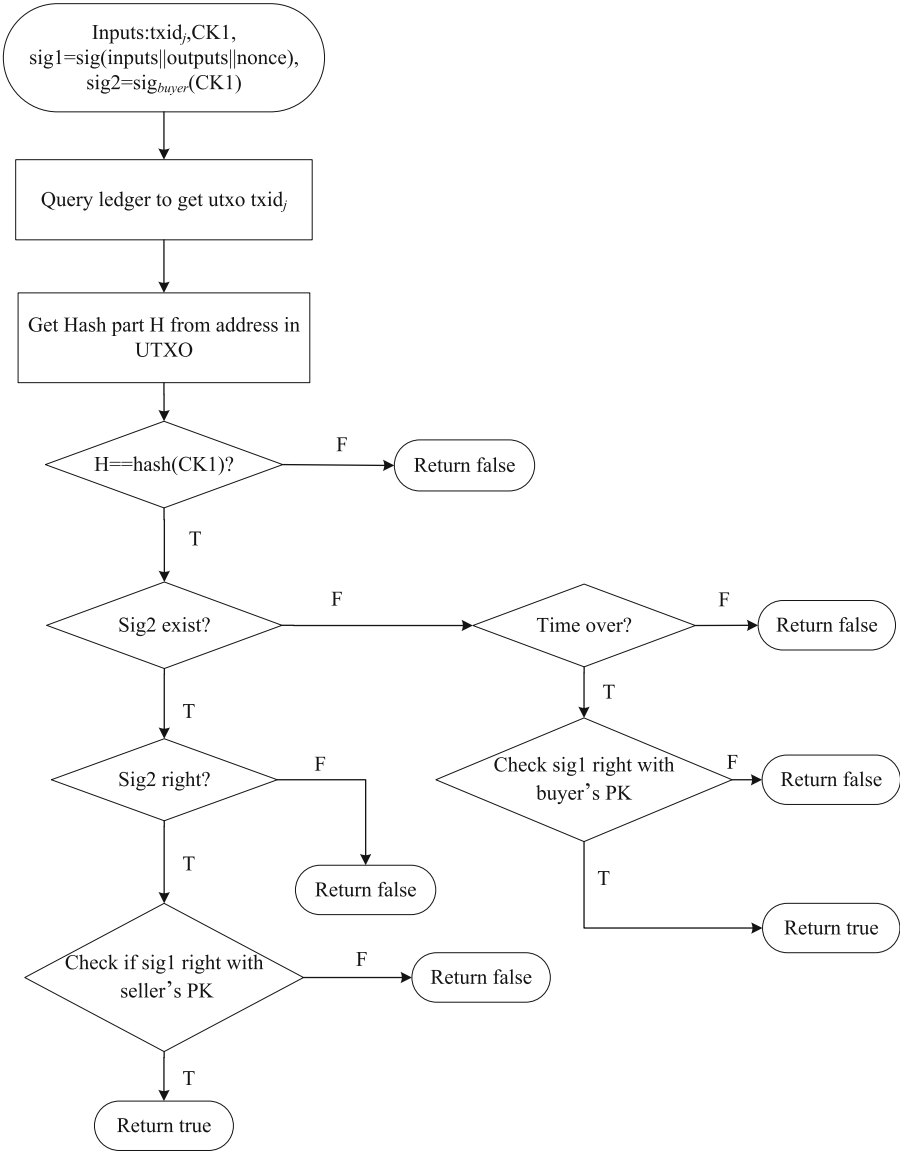 Inputs:txidj,CK1,
sig1=sig(inputs||outputs||nonce),
sig2=sigbuyer(CK1)
Query ledger to get utxo txidj
Get Hash part H from address in
UTXO
H==hash(CK1)?
F
Return false
T
Sig2 exist?
F
Time over?
F
Return false
T
T
Sig2 right?
F
Check sig1 right with
buyer’s PK
F
Return false
T
Return false
T
Return true
Check if sig1 right with
seller’s PK
F
Return false
T
Return true